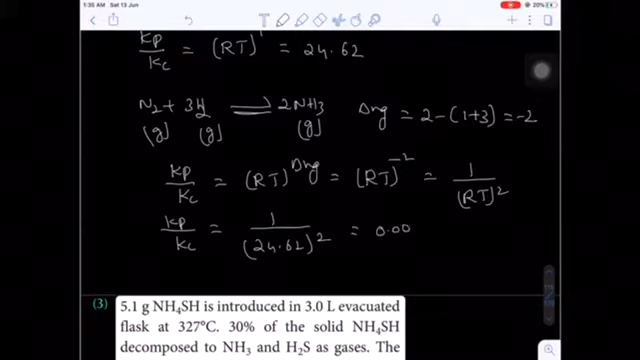 1:35 AM Sat 13 Jun
20%
Kp/Kc = (RT)^1 = 24.62
N2 + 3H2 ⇌ 2NH3 Δng = 2-(1+3) = -2
(g) (g) (g)
Kp/Kc = (RT)^Δng = (RT)^-2 = 1/(RT)^2
Kp/Kc = 1/(24.62)^2 = 0.00
(3) 5.1 g NH4SH is introduced in 3.0 L evacuated
flask at 327°C. 30% of the solid NH4SH
decomposed to NH3 and H2S as gases. The